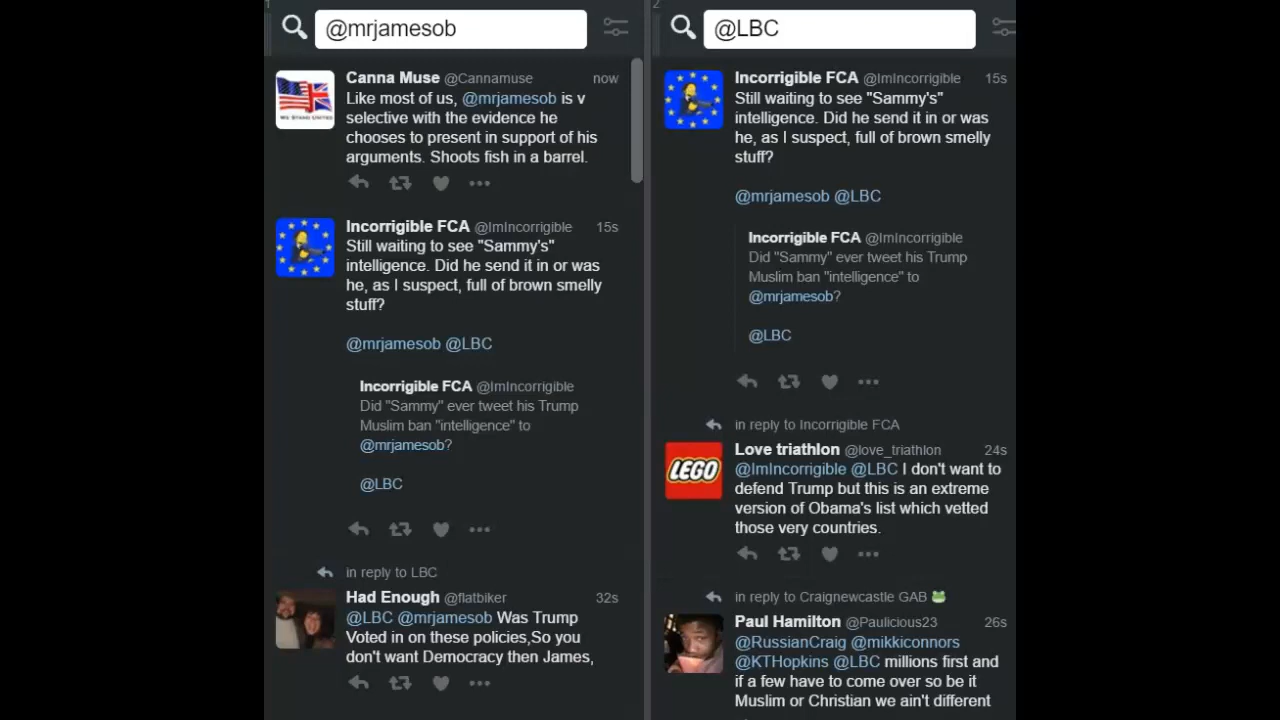 1
@mrjamesob
Canna Muse @Cannamuse now
Like most of us, @mrjamesob is v
selective with the evidence he
chooses to present in support of his
arguments. Shoots fish in a barrel.
WE STAND UNITED
Incorrigible FCA @ImIncorrigible 15s
Still waiting to see "Sammy's"
intelligence. Did he send it in or was
he, as I suspect, full of brown smelly
stuff?
@mrjamesob @LBC
Incorrigible FCA @ImIncorrigible
Did "Sammy" ever tweet his Trump
Muslim ban "intelligence" to
@mrjamesob?
@LBC
in reply to LBC
Had Enough @flatbiker 32s
@LBC @mrjamesob Was Trump
Voted in on these policies,So you
don't want Democracy then James,
2
@LBC
Incorrigible FCA @ImIncorrigible 15s
Still waiting to see "Sammy's"
intelligence. Did he send it in or was
he, as I suspect, full of brown smelly
stuff?
@mrjamesob @LBC
Incorrigible FCA @ImIncorrigible
Did "Sammy" ever tweet his Trump
Muslim ban "intelligence" to
@mrjamesob?
@LBC
in reply to Incorrigible FCA
LEGO
Love triathlon @love_triathlon 24s
@ImIncorrigible @LBC I don't want to
defend Trump but this is an extreme
version of Obama's list which vetted
those very countries.
in reply to Craignewcastle GAB 🐸
Paul Hamilton @Paulicious23 26s
@RussianCraig @mikkiconnors
@KTHopkins @LBC millions first and
if a few have to come over so be it
Muslim or Christian we ain't different